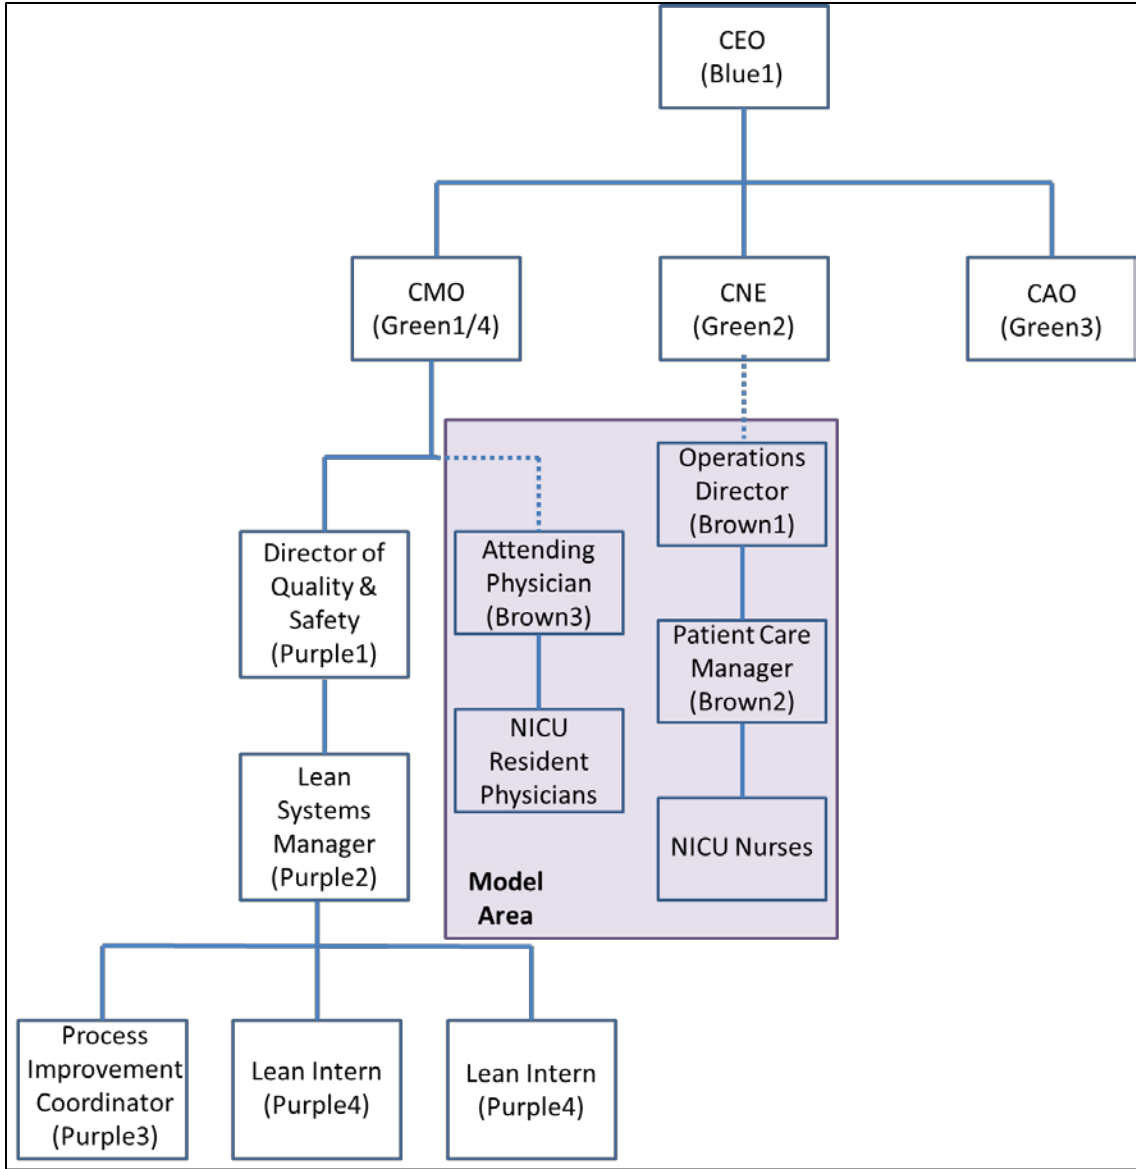 CEO
(Blue1)
CMO
(Green1/4)
CNE
(Green2)
CAO
(Green3)
Operations
Director
(Brown1)
Director of
Quality &
Safety
(Purple1)
Attending
Physician
(Brown3)
Patient Care
Manager
(Brown2)
NICU
Resident
Physicians
Lean
Systems
Manager
(Purple2)
NICU Nurses
Model
Area
Process
Improvement
Coordinator
(Purple3)
Lean Intern
(Purple4)
Lean Intern
(Purple4)